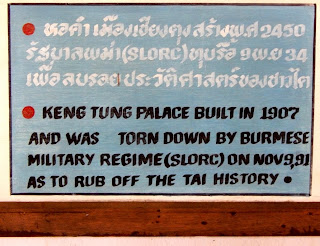 หอคำ เมืองเชียงตุง สร้างพ.ศ 2450
รัฐบาลพม่า(SLORC)ทุบรื้อ 9 พ.ย 34
เพื่อ ลบรอย ประวัติศาสตร์ของชาวไต
KENG TUNG PALACE BUILT IN 1907
AND WAS TORN DOWN BY BURMESE
MILITARY REGIME(SLORC) ON NOV9,91
AS TO RUB OFF THE TAI HISTORY